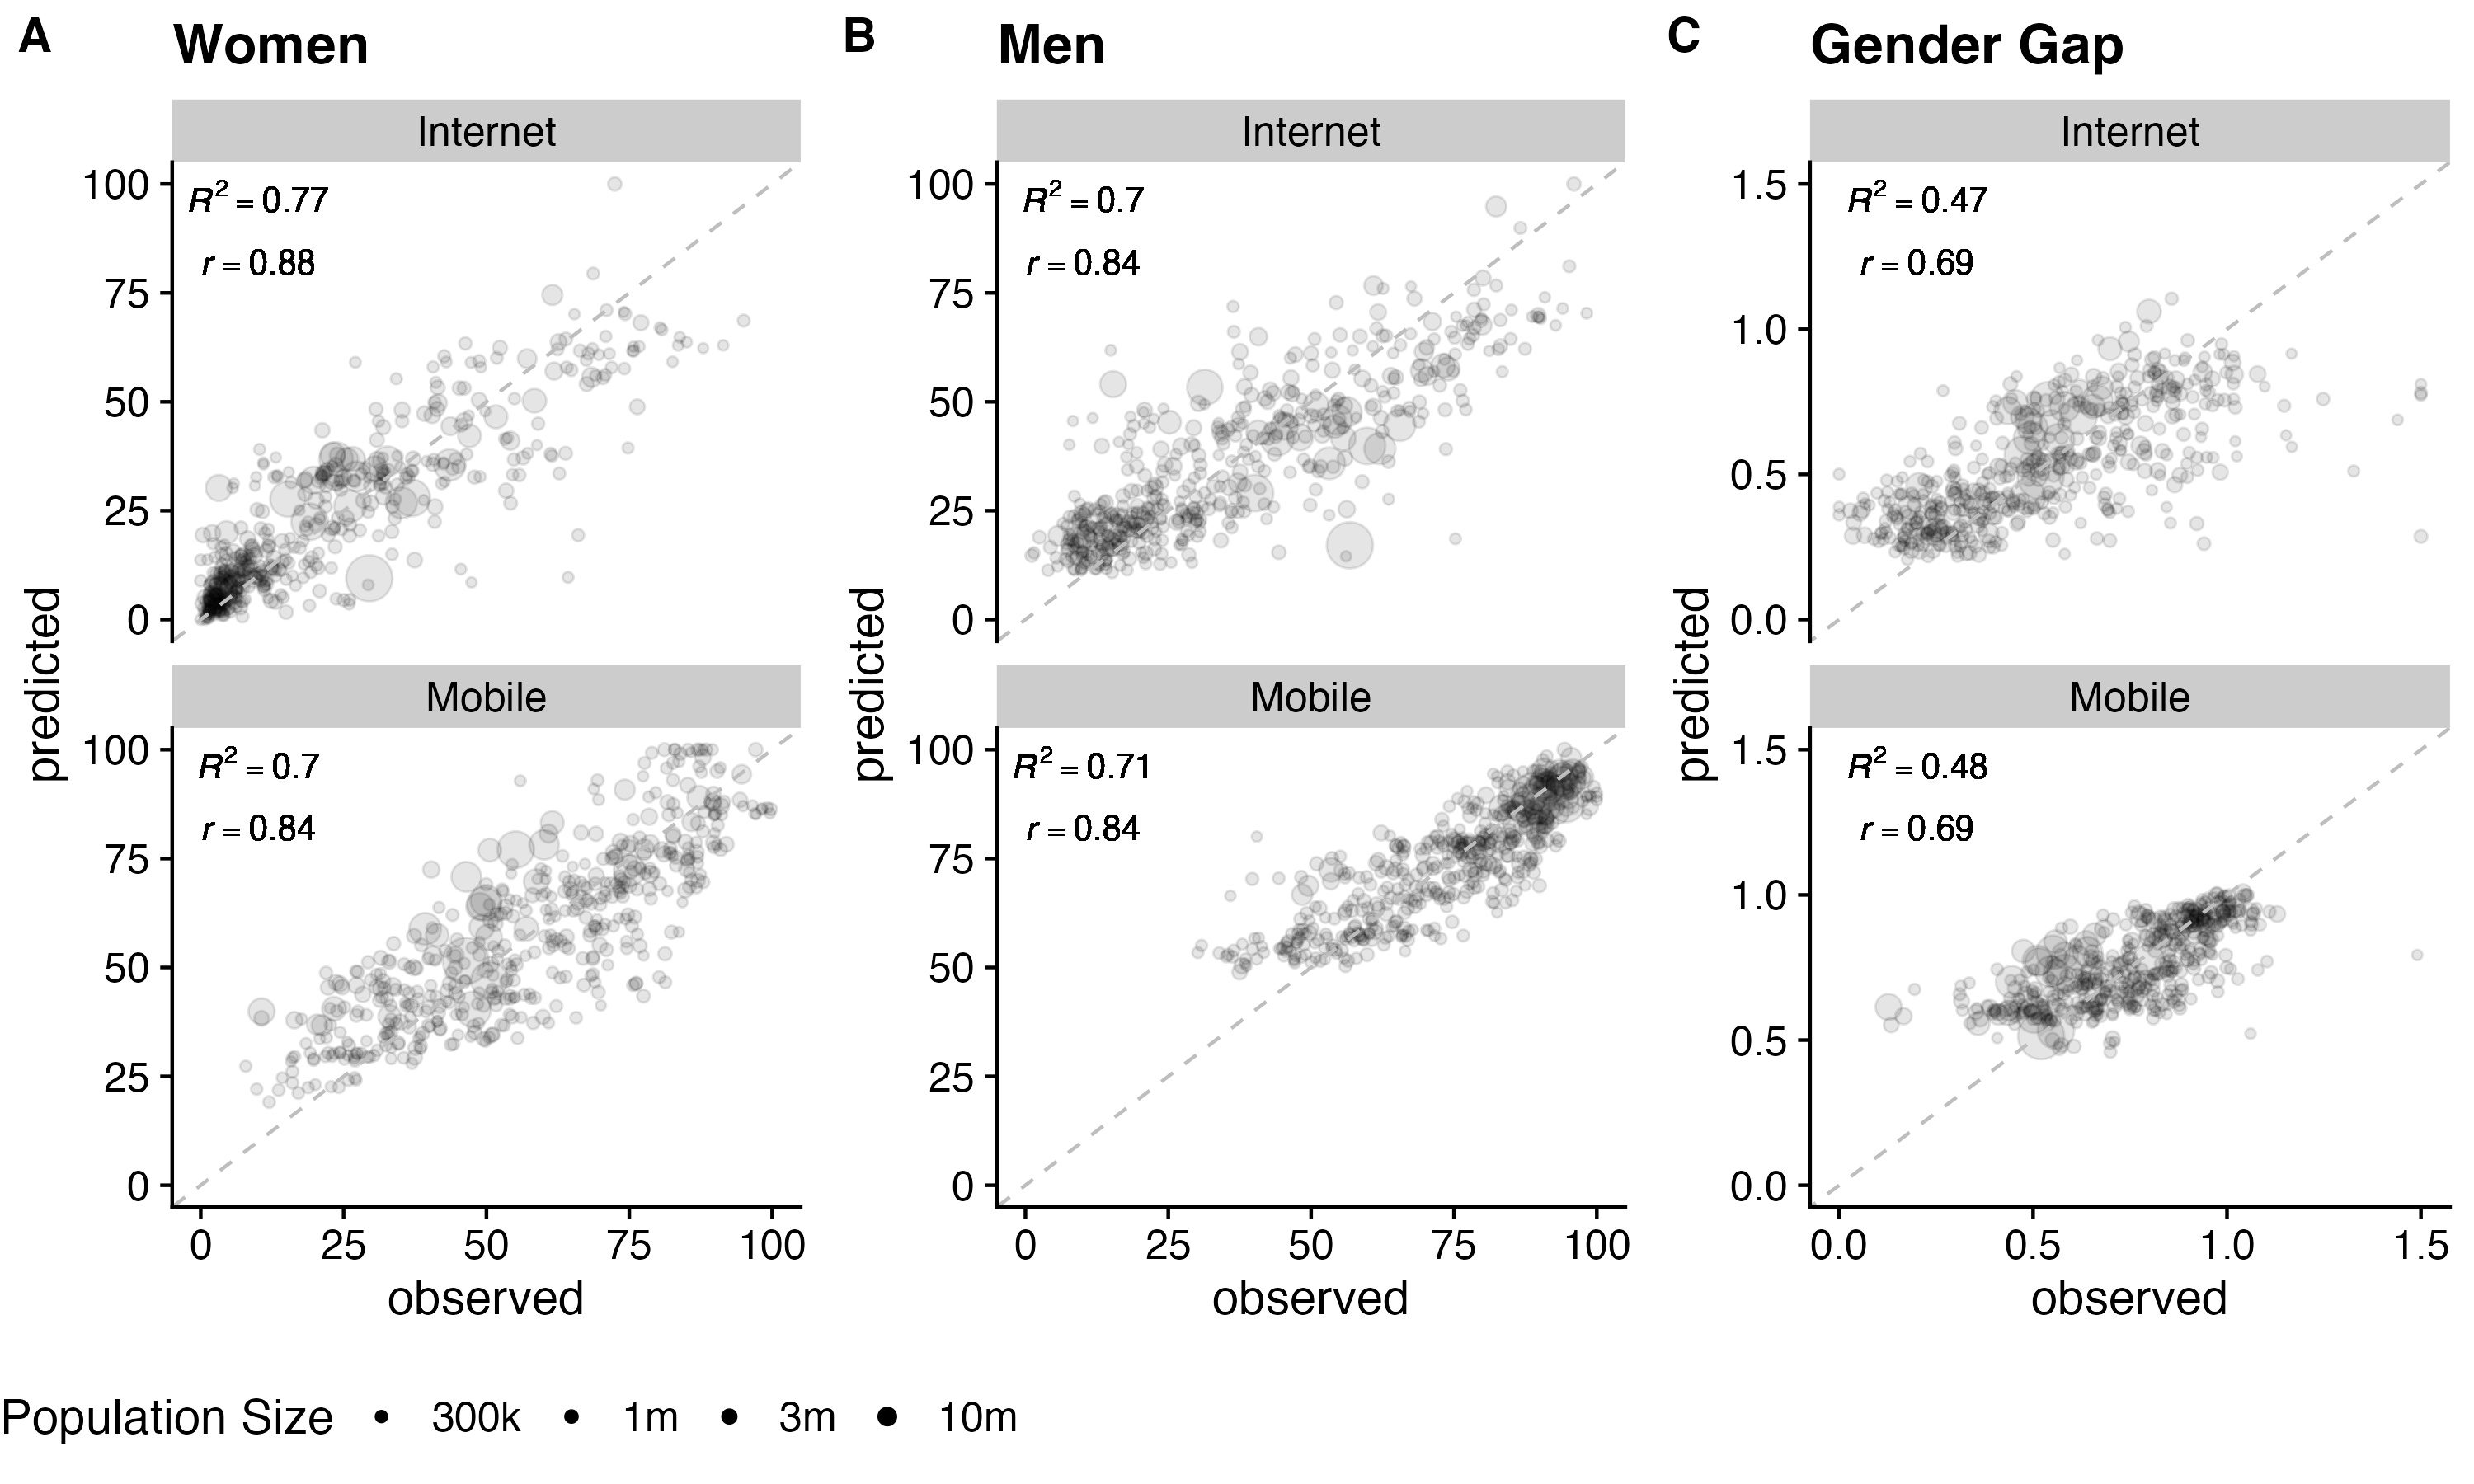 A
Women
Internet
R² = 0.77
r = 0.88
100
75
50
25
0
Mobile
R² = 0.7
r = 0.84
100
75
50
25
0
predicted
0 25 50 75 100
observed
B
Men
Internet
R² = 0.7
r = 0.84
100
75
50
25
0
Mobile
R² = 0.71
r = 0.84
100
75
50
25
0
predicted
0 25 50 75 100
observed
C
Gender Gap
Internet
R² = 0.47
r = 0.69
1.5
1.0
0.5
0.0
Mobile
R² = 0.48
r = 0.69
1.5
1.0
0.5
0.0
predicted
0.0 0.5 1.0 1.5
observed
Population Size 300k 1m 3m 10m